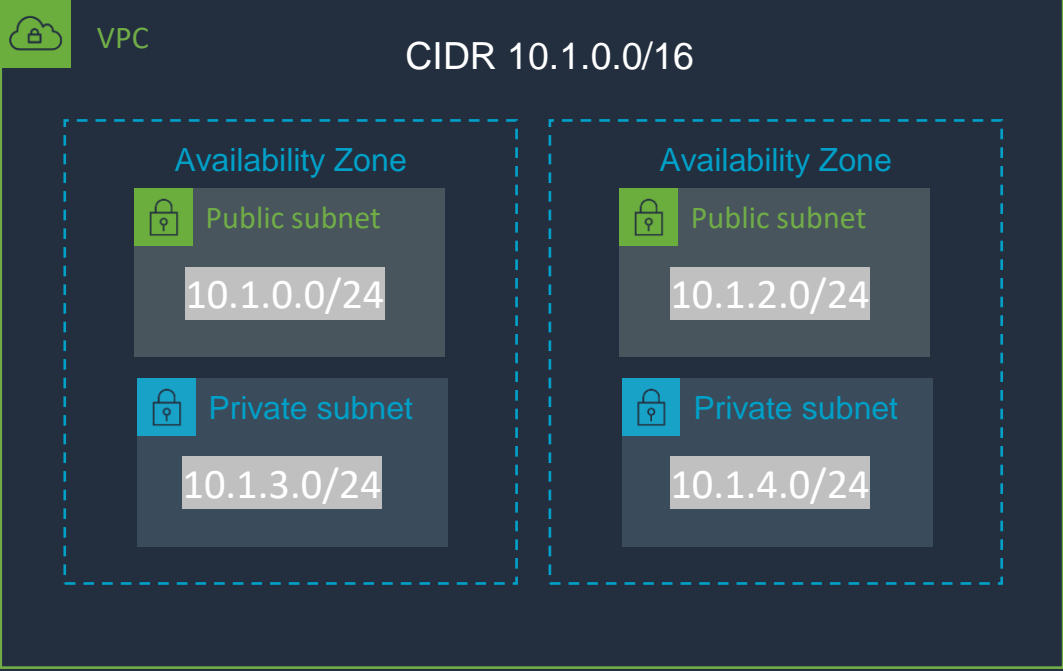 VPC
CIDR 10.1.0.0/16
Availability Zone
Public subnet
10.1.0.0/24
Private subnet
10.1.3.0/24
Availability Zone
Public subnet
10.1.2.0/24
Private subnet
10.1.4.0/24